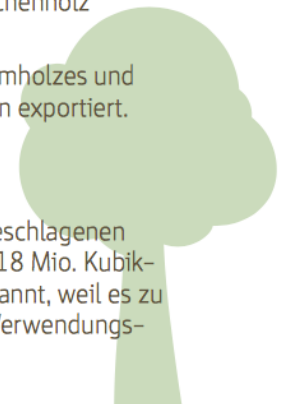 chenholz
mholzes und
n exportiert.
eschlagenen
18 Mio. Kubik–
annt, weil es zu
Verwendungs–